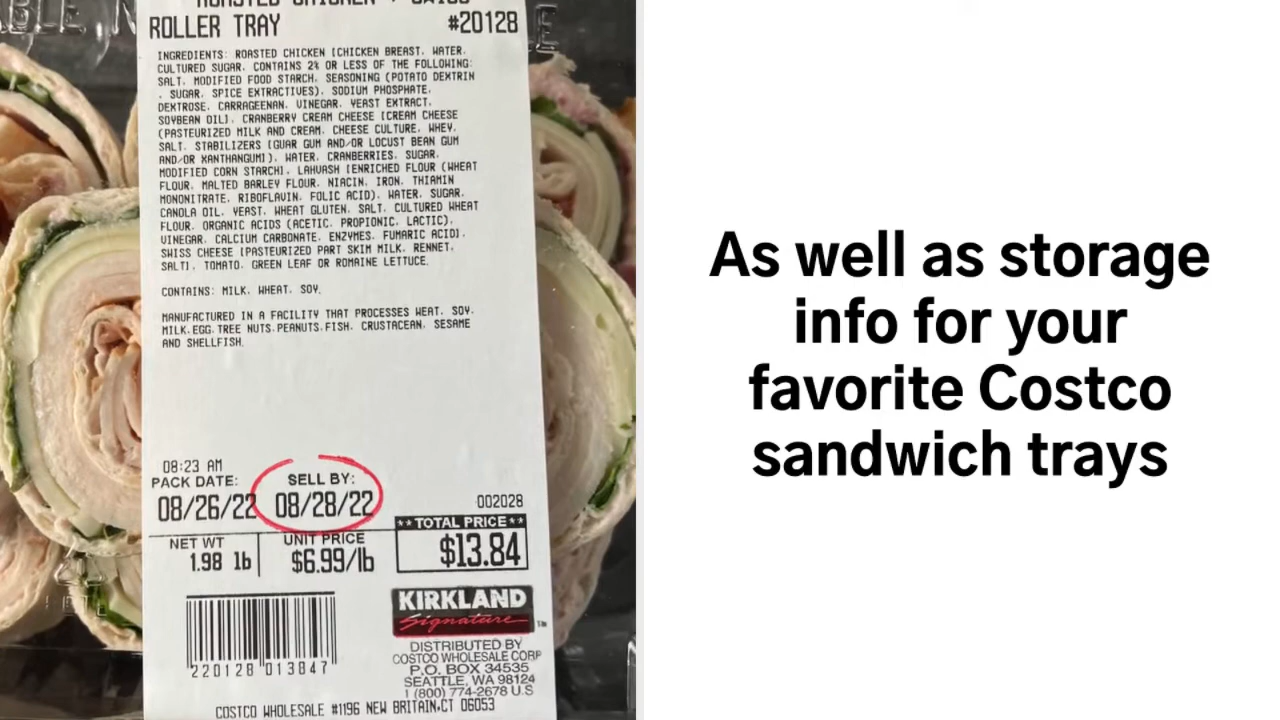 ROLLER TRAY #20128
INGREDIENTS: ROASTED CHICKEN [CHICKEN BREAST, WATER,
CULTURED SUGAR, CONTAINS 2% OR LESS OF THE FOLLOWING:
SALT, MODIFIED FOOD STARCH, SEASONING (POTATO DEXTRIN
, SUGAR, SPICE EXTRACTIVES), SODIUM PHOSPHATE,
DEXTROSE, CARRAGEENAN, VINEGAR, YEAST EXTRACT,
SOYBEAN OIL], CRANBERRY CREAM CHEESE [CREAM CHEESE
(PASTEURIZED MILK AND CREAM, CHEESE CULTURE, WHEY,
SALT, STABILIZERS [GUAR GUM AND/OR LOCUST BEAN GUM
AND/OR XANTHANGUM]), WATER, CRANBERRIES, SUGAR,
MODIFIED CORN STARCH], LAHVASH [ENRICHED FLOUR (WHEAT
FLOUR, MALTED BARLEY FLOUR, NIACIN, IRON, THIAMIN
MONONITRATE, RIBOFLAVIN, FOLIC ACID), WATER, SUGAR,
CANOLA OIL, YEAST, WHEAT GLUTEN, SALT, CULTURED WHEAT
FLOUR, ORGANIC ACIDS (ACETIC, PROPIONIC, LACTIC),
VINEGAR, CALCIUM CARBONATE, ENZYMES, FUMARIC ACID],
SWISS CHEESE [PASTEURIZED PART SKIM MILK, RENNET,
SALT], TOMATO, GREEN LEAF OR ROMAINE LETTUCE.
CONTAINS: MILK, WHEAT, SOY.
MANUFACTURED IN A FACILITY THAT PROCESSES WEAT, SOY,
MILK,EGG,TREE NUTS,PEANUTS,FISH, CRUSTACEAN, SESAME
AND SHELLFISH.
08:23 AM
PACK DATE: SELL BY:
08/26/22 08/28/22 002028
NET WT UNIT PRICE **TOTAL PRICE**
1.98 lb $6.99/lb $13.84
KIRKLAND
Signature
220128 013847
DISTRIBUTED BY
COSTCO WHOLESALE CORP
P.O. BOX 34535
SEATTLE, WA 98124
1 (800) 774-2678 U.S
COSTCO WHOLESALE #1196 NEW BRITAIN,CT 06053
As well as storage
info for your
favorite Costco
sandwich trays